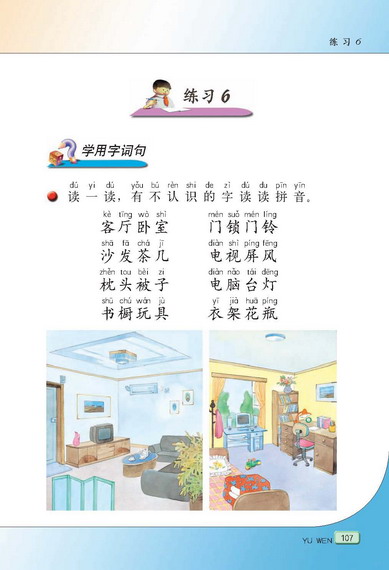 练习6
练习6
学用字词句
dú yi dú yǒu bú rèn shi de zì dú du pīn yīn
读一读，有不认识的字读读拼音。
kè tīng wò shì mén suǒ mén líng
客厅卧室 门锁门铃
shā fā chá jī diàn shì píng fēng
沙发茶几 电视屏风
zhěn tou bèi zi diàn nǎo tái dēng
枕头被子 电脑台灯
shū chú wán jù yī jià huā píng
书橱玩具 衣架花瓶
YU WEN 107